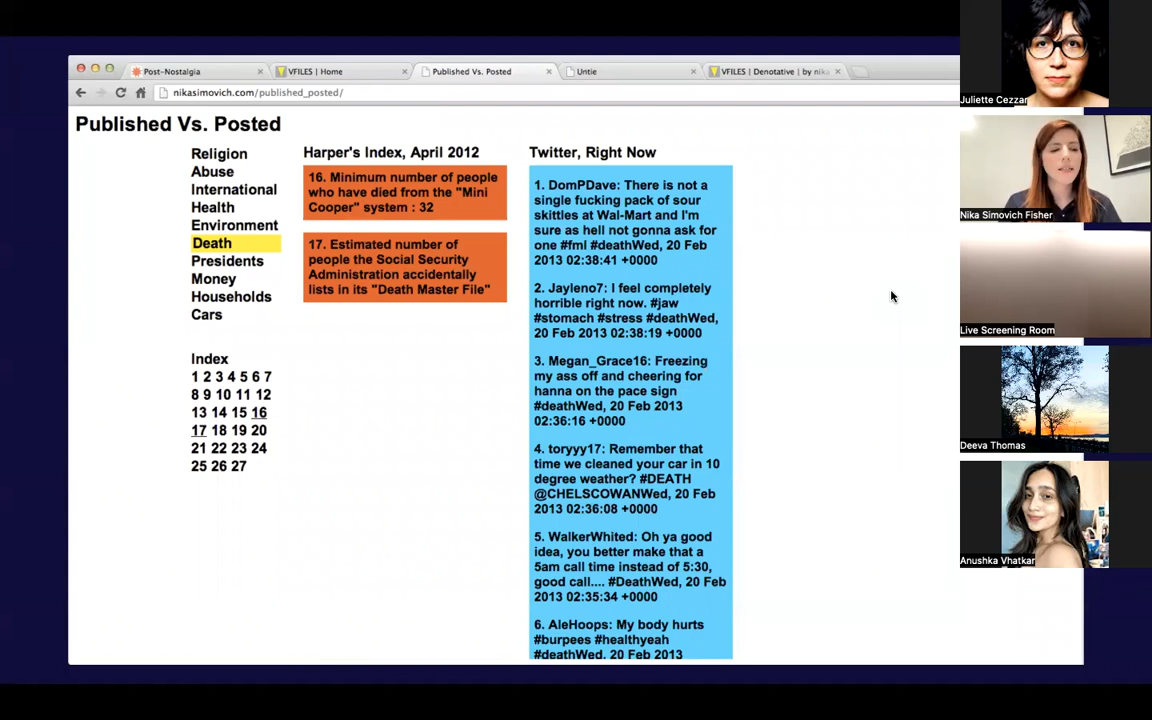 Post-Nostalgia
VFILES | Home
Published Vs. Posted
Untie
VFILES | Denotative | by nika
nikasimovich.com/published_posted/
Published Vs. Posted
Religion
Abuse
International
Health
Environment
Death
Presidents
Money
Households
Cars
Index
1 2 3 4 5 6 7
8 9 10 11 12
13 14 15 16
17 18 19 20
21 22 23 24
25 26 27
Harper's Index, April 2012
16. Minimum number of people
who have died from the "Mini
Cooper" system : 32
17. Estimated number of
people the Social Security
Administration accidentally
lists in its "Death Master File"
Twitter, Right Now
1. DomPDave: There is not a
single fucking pack of sour
skittles at Wal-Mart and I'm
sure as hell not gonna ask for
one #fml #deathWed, 20 Feb
2013 02:38:41 +0000
2. Jayleno7: I feel completely
horrible right now. #jaw
#stomach #stress #deathWed,
20 Feb 2013 02:38:19 +0000
3. Megan_Grace16: Freezing
my ass off and cheering for
hanna on the pace sign
#deathWed, 20 Feb 2013
02:36:16 +0000
4. toryyy17: Remember that
time we cleaned your car in 10
degree weather? #DEATH
@CHELSCOWANWed, 20 Feb
2013 02:36:08 +0000
5. WalkerWhited: Oh ya good
idea, you better make that a
5am call time instead of 5:30,
good call.... #DeathWed, 20 Feb
2013 02:35:34 +0000
6. AleHoops: My body hurts
#burpees #healthyeah
#deathWed, 20 Feb 2013
Juliette Cezzar
Nika Simovich Fisher
Live Screening Room
Deeva Thomas
Anushka Vhatkar